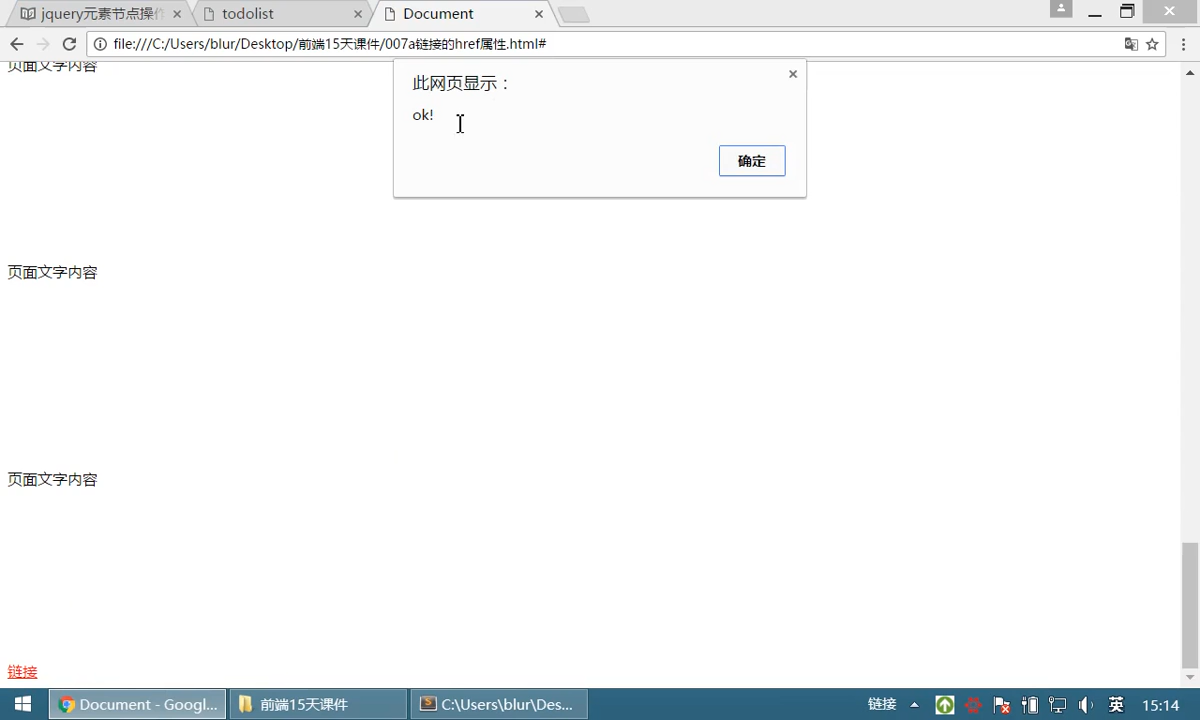 jquery元素节点操作
todolist
Document
file:///C:/Users/blur/Desktop/前端15天课件/007a链接的href属性.html#
页面文字内容
此网页显示：
ok!
确定
页面文字内容
页面文字内容
链接
Document - Googl...
前端15天课件
C:\Users\blur\Des...
链接
英
15:14